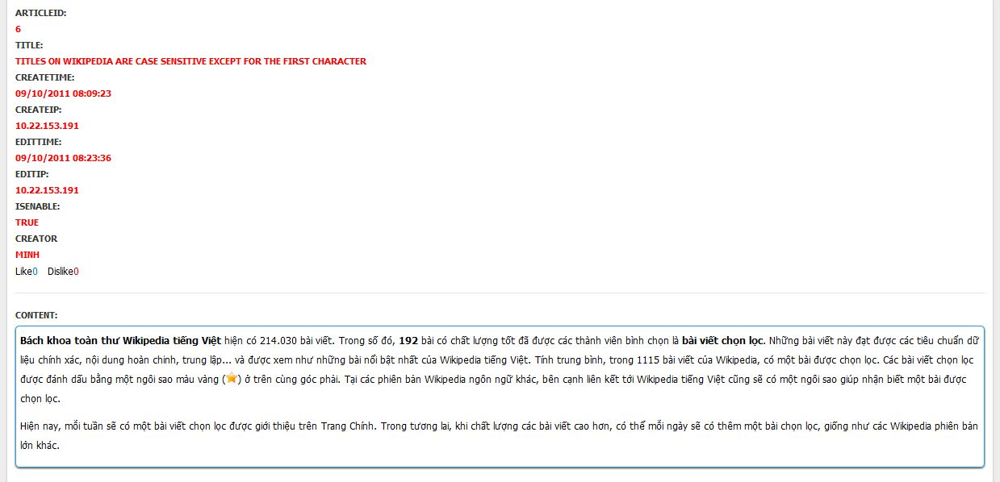 ARTICLEID:
6
TITLE:
TITLES ON WIKIPEDIA ARE CASE SENSITIVE EXCEPT FOR THE FIRST CHARACTER
CREATETIME:
09/10/2011 08:09:23
CREATEIP:
10.22.153.191
EDITTIME:
09/10/2011 08:23:36
EDITIP:
10.22.153.191
ISENABLE:
TRUE
CREATOR
MINH
Like0 Dislike0
CONTENT:
Bách khoa toàn thư Wikipedia tiếng Việt hiện có 214.030 bài viết. Trong số đó, 192 bài có chất lượng tốt đã được các thành viên bình chọn là bài viết chọn lọc. Những bài viết này đạt được các tiêu chuẩn dữ
liệu chính xác, nội dung hoàn chỉnh, trung lập... và được xem như những bài nổi bật nhất của Wikipedia tiếng Việt. Tính trung bình, trong 1115 bài viết của Wikipedia, có một bài được chọn lọc. Các bài viết chọn lọc
được đánh dấu bằng một ngôi sao màu vàng () ở trên cùng góc phải. Tại các phiên bản Wikipedia ngôn ngữ khác, bên cạnh liên kết tới Wikipedia tiếng Việt cũng sẽ có một ngôi sao giúp nhận biết một bài được
chọn lọc.
Hiện nay, mỗi tuần sẽ có một bài viết chọn lọc được giới thiệu trên Trang Chính. Trong tương lai, khi chất lượng các bài viết cao hơn, có thể mỗi ngày sẽ có thêm một bài chọn lọc, giống như các Wikipedia phiên bản
lớn khác.